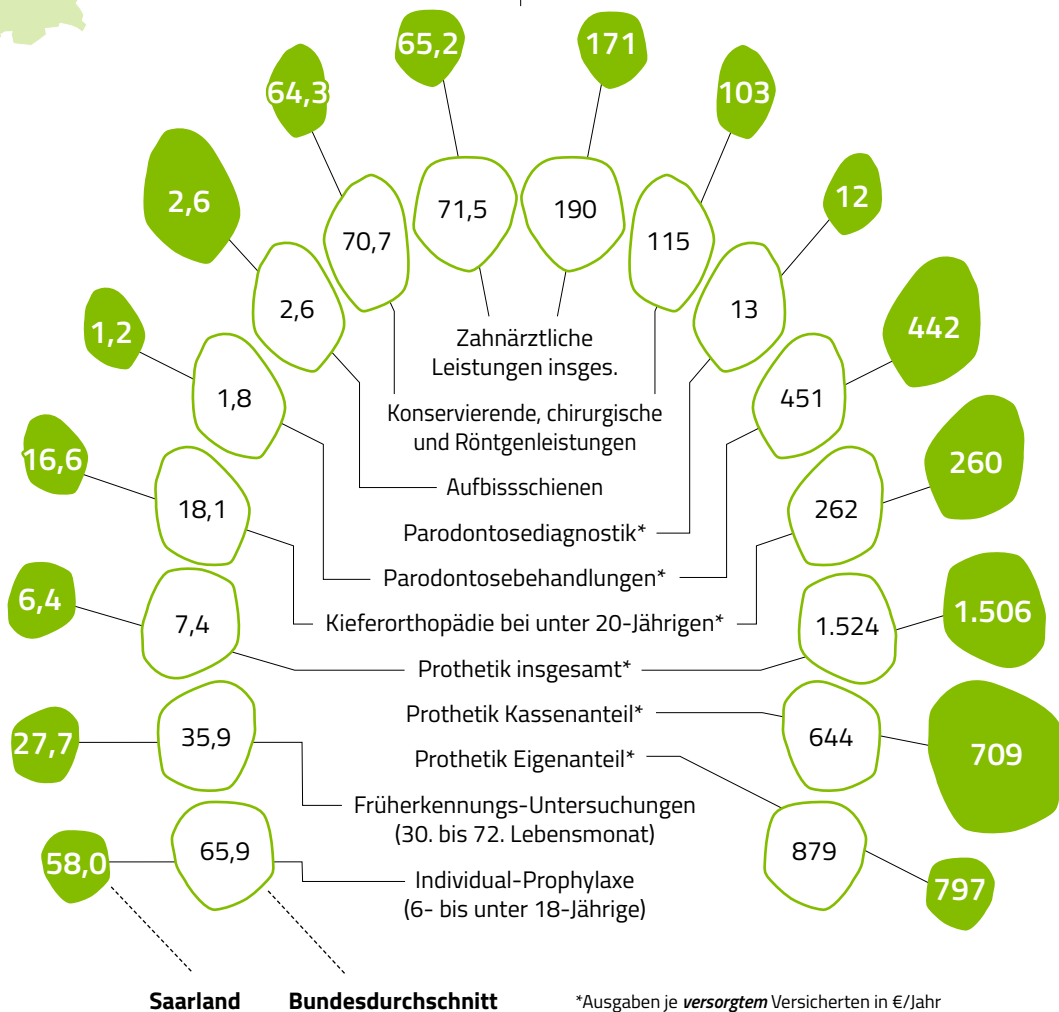 65,2
171
64,3
103
2,6
12
71,5
190
70,7
115
2,6
13
1,2
442
Zahnärztliche
Leistungen insges.
1,8
451
Konservierende, chirurgische
und Röntgenleistungen
16,6
260
Aufbissschienen
18,1
262
Parodontosediagnostik*
Parodontosebehandlungen*
6,4
1.506
7,4
Kieferorthopädie bei unter 20-Jährigen*
1.524
Prothetik insgesamt*
Prothetik Kassenanteil*
27,7
35,9
644
709
Prothetik Eigenanteil*
Früherkennungs-Untersuchungen
(30. bis 72. Lebensmonat)
58,0
65,9
879
797
Individual-Prophylaxe
(6- bis unter 18-Jährige)
Saarland
Bundesdurchschnitt
*Ausgaben je versorgtem Versicherten in €/Jahr